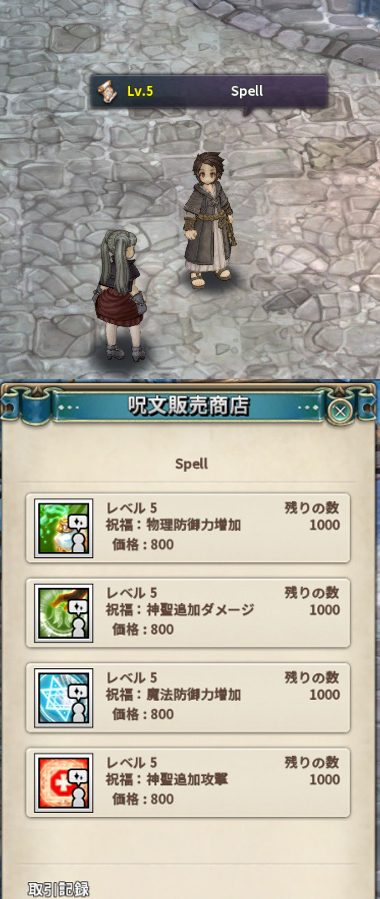 Lv.5 Spell
呪文販売商店
Spell
レベル 5 残りの数
祝福：物理防御力増加 1000
価格 : 800
レベル 5 残りの数
祝福：神聖追加ダメージ 1000
価格 : 800
レベル 5 残りの数
祝福：魔法防御力増加 1000
価格 : 800
レベル 5 残りの数
祝福：神聖追加攻撃 1000
価格 : 800
取引記録